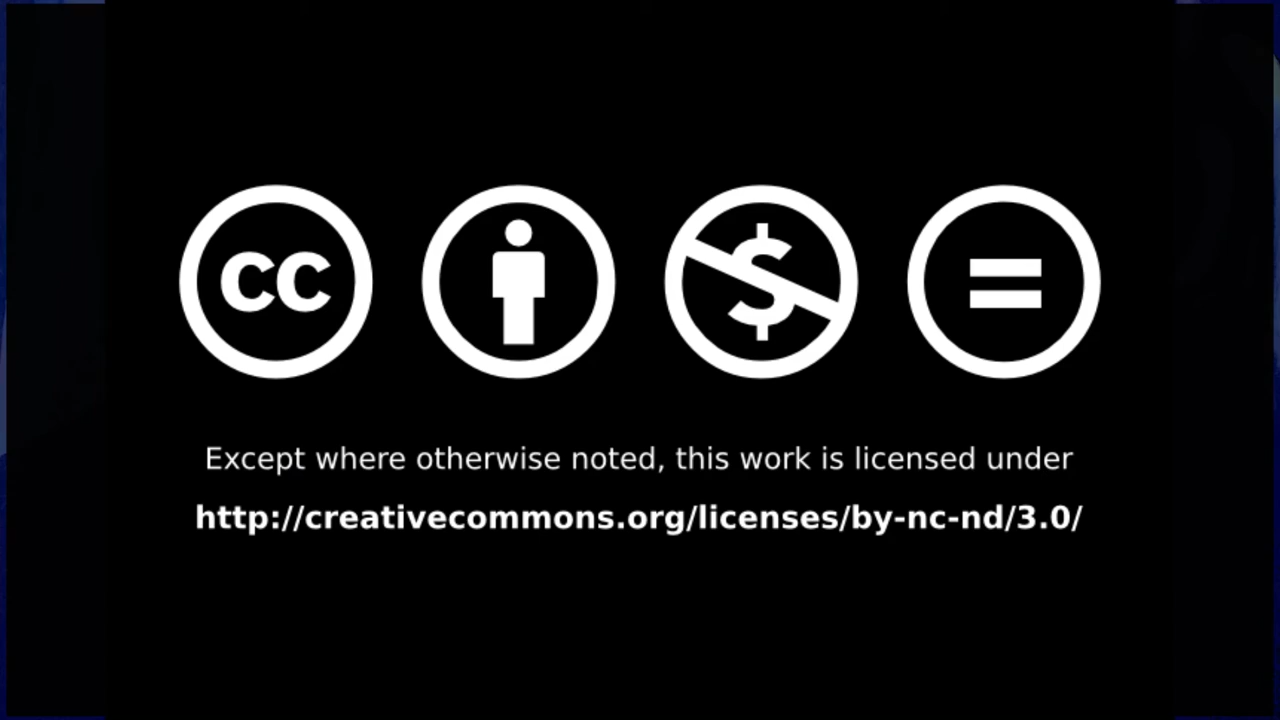 cc
$
=
Except where otherwise noted, this work is licensed under
http://creativecommons.org/licenses/by-nc-nd/3.0/